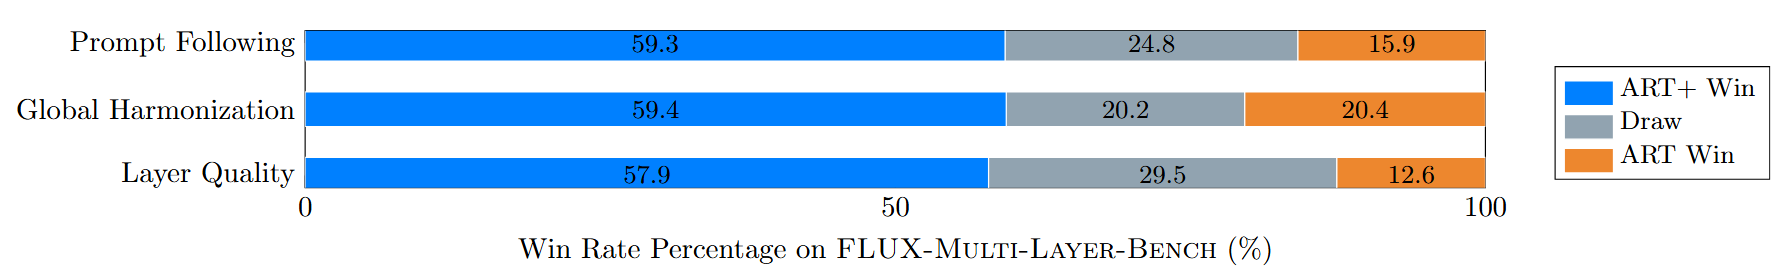 Prompt Following 59.3 24.8 15.9
Global Harmonization 59.4 20.2 20.4
Layer Quality 57.9 29.5 12.6
0 50 100
Win Rate Percentage on FLUX-Multi-Layer-Bench (%)
ART+ Win
Draw
ART Win